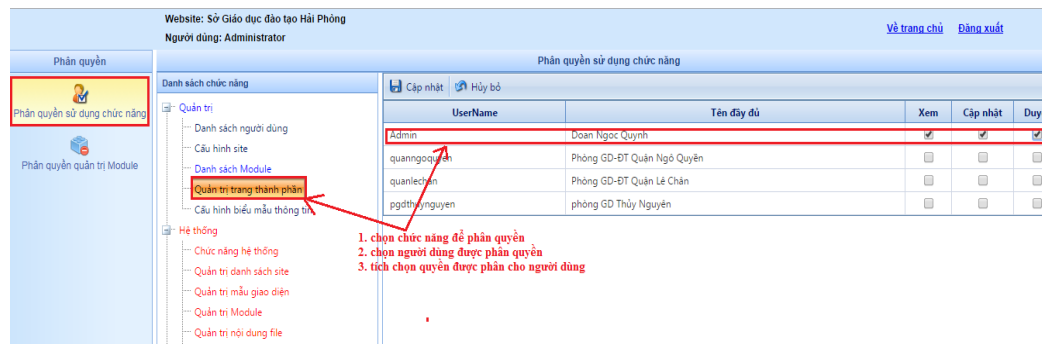 Website: Sở Giáo dục đào tạo Hải Phòng
Người dùng: Administrator
Về trang chủ Đăng xuất
Phân quyền
Phân quyền sử dụng chức năng
Phân quyền sử dụng chức năng
Phân quyền quản trị Module
Danh sách chức năng
Quản trị
Danh sách người dùng
Cấu hình site
Danh sách Module
Quản trị trang thành phần
Cấu hình biểu mẫu thông tin
Hệ thống
Chức năng hệ thống
Quản trị danh sách site
Quản trị mẫu giao diện
Quản trị Module
Quản trị nội dung file
Cập nhật Hủy bỏ
UserName Tên đầy đủ Xem Cập nhật Duy
Admin Doan Ngoc Quynh
quanngoquyen Phòng GD-ĐT Quận Ngô Quyền
quanlechan Phòng GD-ĐT Quận Lê Chân
pgdthuynguyen phòng GD Thủy Nguyên
1. chọn chức năng để phân quyền
2. chọn người dùng được phân quyền
3. tích chọn quyền được phân cho người dùng